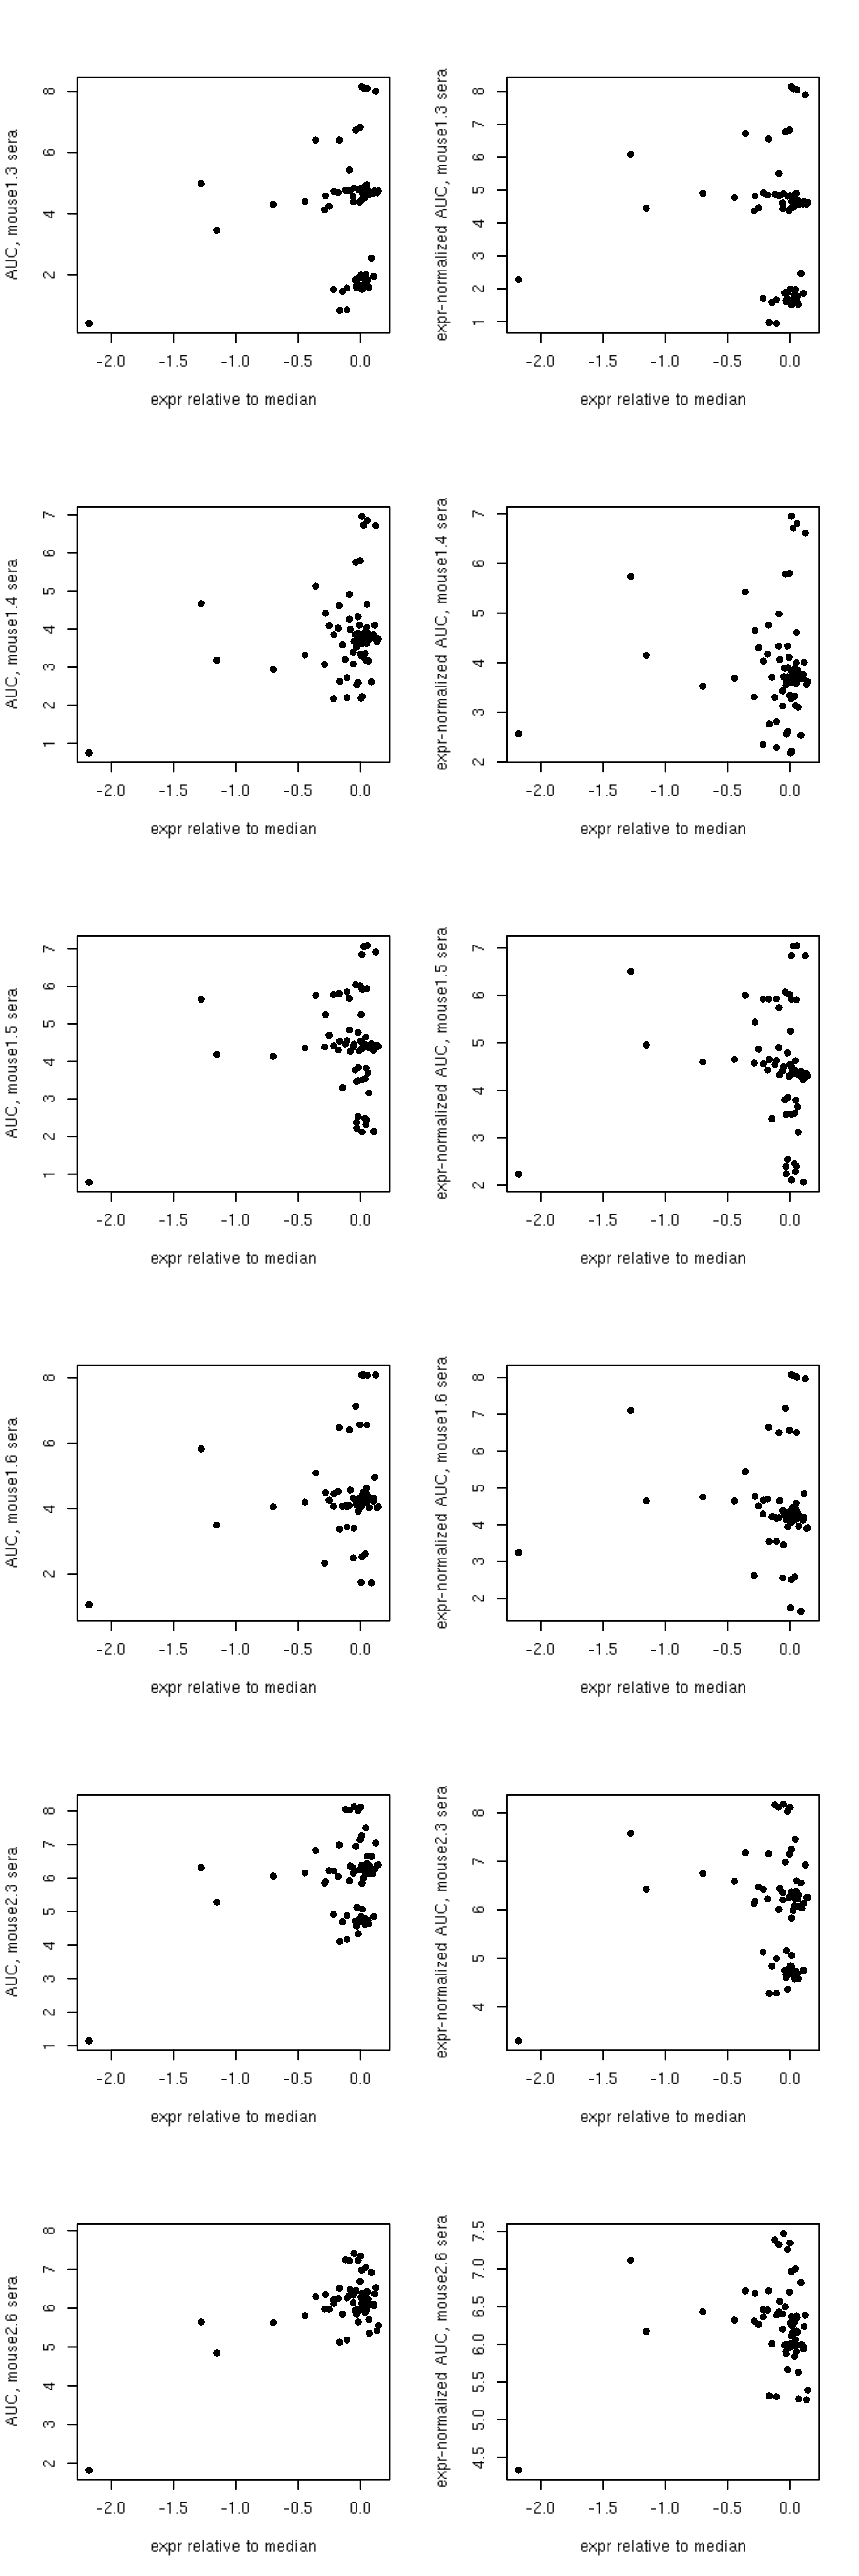 AUC, mouse1.3 sera
2 4 6 8
-2.0 -1.5 -1.0 -0.5 0.0
expr relative to median
expr-normalized AUC, mouse1.3 sera
1 2 3 4 5 6 7 8
-2.0 -1.5 -1.0 -0.5 0.0
expr relative to median
AUC, mouse1.4 sera
1 2 3 4 5 6 7
-2.0 -1.5 -1.0 -0.5 0.0
expr relative to median
expr-normalized AUC, mouse1.4 sera
2 3 4 5 6 7
-2.0 -1.5 -1.0 -0.5 0.0
expr relative to median
AUC, mouse1.5 sera
1 2 3 4 5 6 7
-2.0 -1.5 -1.0 -0.5 0.0
expr relative to median
expr-normalized AUC, mouse1.5 sera
2 3 4 5 6 7
-2.0 -1.5 -1.0 -0.5 0.0
expr relative to median
AUC, mouse1.6 sera
2 4 6 8
-2.0 -1.5 -1.0 -0.5 0.0
expr relative to median
expr-normalized AUC, mouse1.6 sera
2 3 4 5 6 7 8
-2.0 -1.5 -1.0 -0.5 0.0
expr relative to median
AUC, mouse2.3 sera
1 2 3 4 5 6 7 8
-2.0 -1.5 -1.0 -0.5 0.0
expr relative to median
expr-normalized AUC, mouse2.3 sera
4 5 6 7 8
-2.0 -1.5 -1.0 -0.5 0.0
expr relative to median
AUC, mouse2.6 sera
2 3 4 5 6 7 8
-2.0 -1.5 -1.0 -0.5 0.0
expr relative to median
expr-normalized AUC, mouse2.6 sera
4.5 5.0 5.5 6.0 6.5 7.0 7.5
-2.0 -1.5 -1.0 -0.5 0.0
expr relative to median